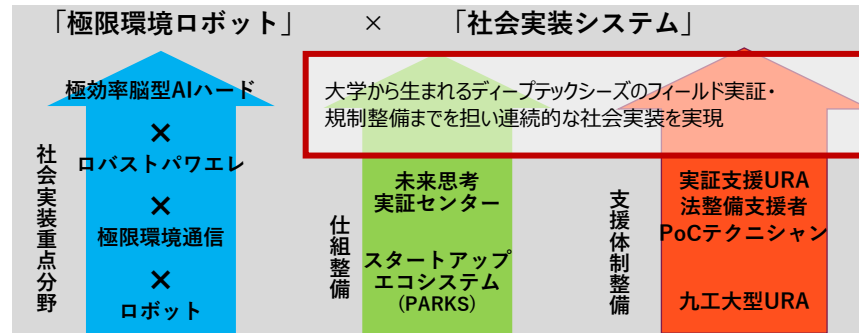 「極限環境ロボット」 × 「社会実装システム」
極効率脳型AIハード
×
ロバストパワエレ
×
極限環境通信
×
ロボット
社会実装重点分野
大学から生まれるディープテックシーズのフィールド実証・
規制整備までを担い連続的な社会実装を実現
未来思考
実証センター
スタートアップ
エコシステム
(PARKS)
仕組整備
実証支援URA
法整備支援者
PoCテクニシャン
九工大型URA
支援体制整備